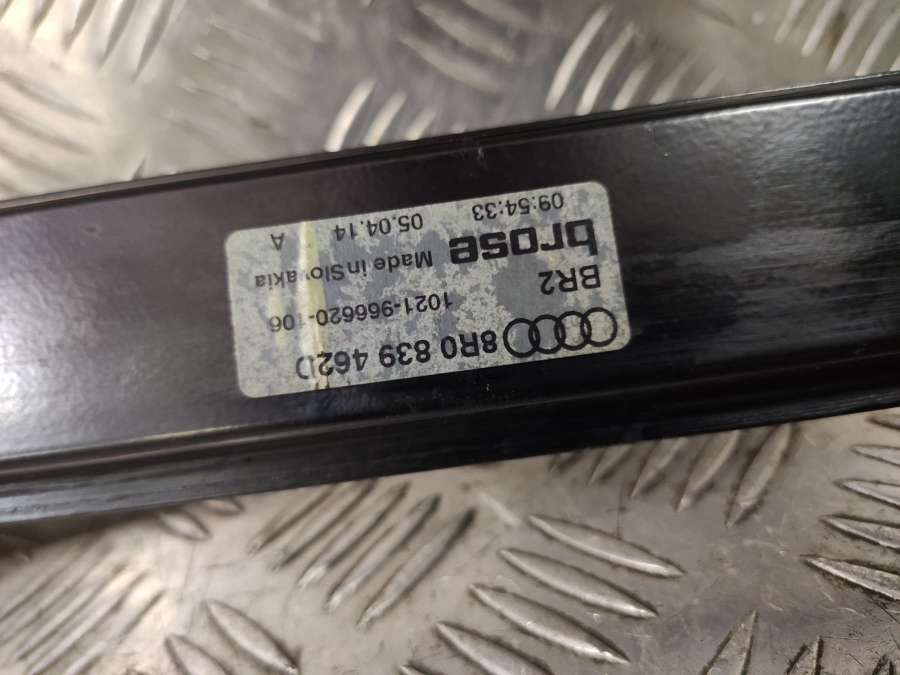 8R0 839 462D
BR2 1021-966620-106
brose Made in Slovakia
09:54:33 05.04.14 A